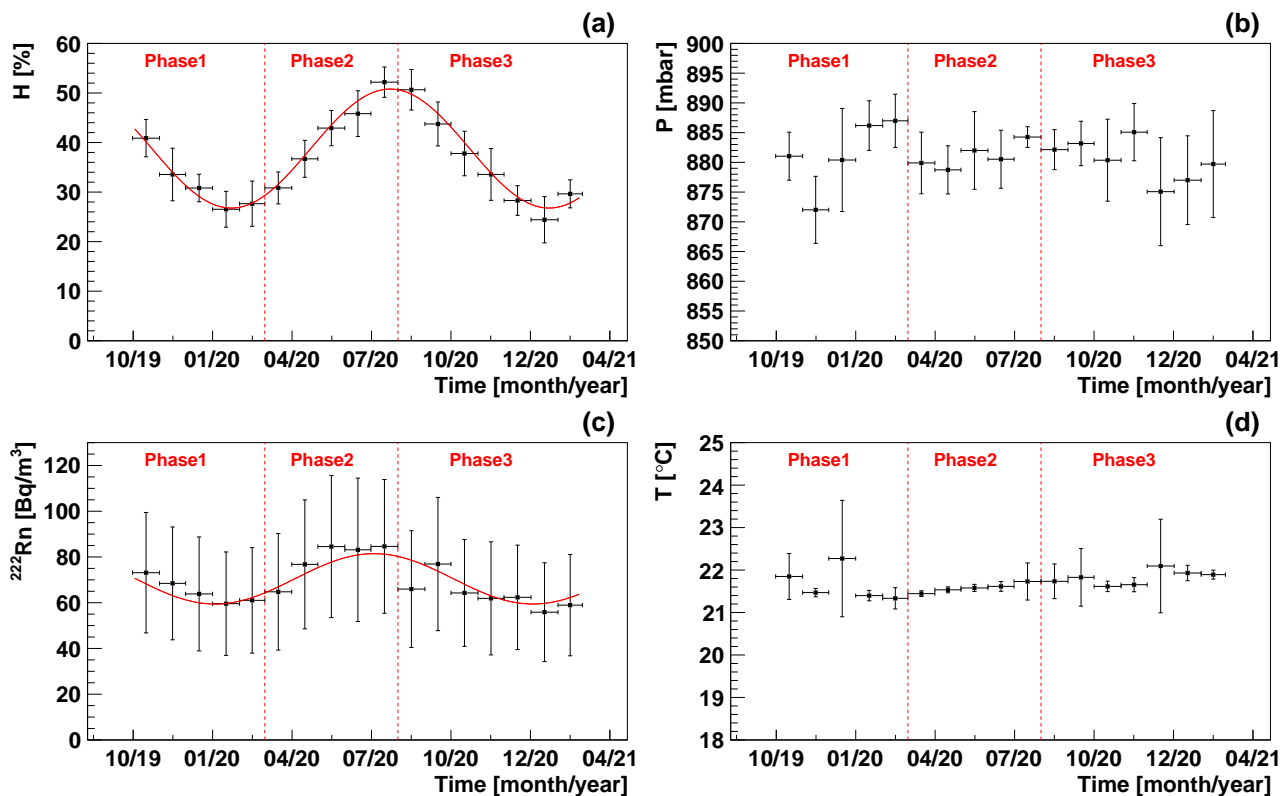 (a)
H [%]
60
50
40
30
20
10
0
Phase1 Phase2 Phase3
10/19 01/20 04/20 07/20 10/20 12/20 04/21
Time [month/year]
(b)
P [mbar]
900
895
890
885
880
875
870
865
860
855
850
Phase1 Phase2 Phase3
10/19 01/20 04/20 07/20 10/20 12/20 04/21
Time [month/year]
(c)
²²²Rn [Bq/m³]
120
100
80
60
40
20
0
Phase1 Phase2 Phase3
10/19 01/20 04/20 07/20 10/20 12/20 04/21
Time [month/year]
(d)
T [°C]
25
24
23
22
21
20
19
18
Phase1 Phase2 Phase3
10/19 01/20 04/20 07/20 10/20 12/20 04/21
Time [month/year]